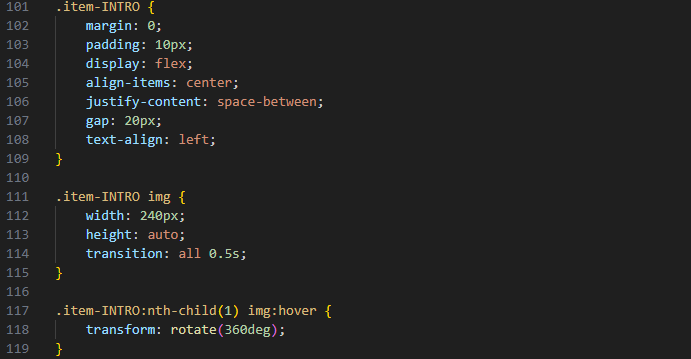 101 .item-INTRO {
102     margin: 0;
103     padding: 10px;
104     display: flex;
105     align-items: center;
106     justify-content: space-between;
107     gap: 20px;
108     text-align: left;
109 }
110
111 .item-INTRO img {
112     width: 240px;
113     height: auto;
114     transition: all 0.5s;
115 }
116
117 .item-INTRO:nth-child(1) img:hover {
118     transform: rotate(360deg);
119 }